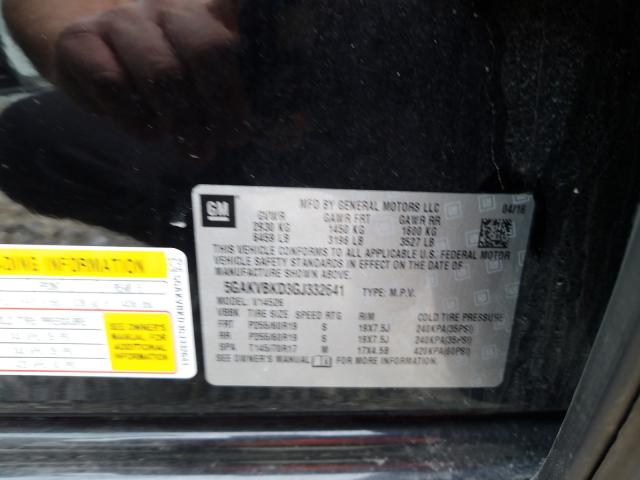 GM
MFD BY GENERAL MOTORS LLC 04/16
GVWR GAWR FRT GAWR RR
2930 KG 1450 KG 1600 KG
6459 LB 3196 LB 3527 LB
THIS VEHICLE CONFORMS TO ALL APPLICABLE U.S. FEDERAL MOTOR
VEHICLE SAFETY STANDARDS IN EFFECT ON THE DATE OF
MANUFACTURE SHOWN ABOVE.
5GAKVBKD3GJ332641 TYPE: M.P.V.
MODEL: V14526
VBBK TIRE SIZE SPEED RTG RIM COLD TIRE PRESSURE
FRT P255/60R19 S 19X7.5J 240KPA(35PSI)
RR P255/60R19 S 19X7.5J 240KPA(35PSI)
SPA T145/70R17 M 17X4.5B 420KPA(60PSI)
SEE OWNER'S MANUAL FOR MORE INFORMATION.
ADING INFORMATION
TIRE PRESSURE
SEE OWNER'S
MANUAL FOR
ADDITIONAL
INFORMATION
5GAKVBKD3GJ332641